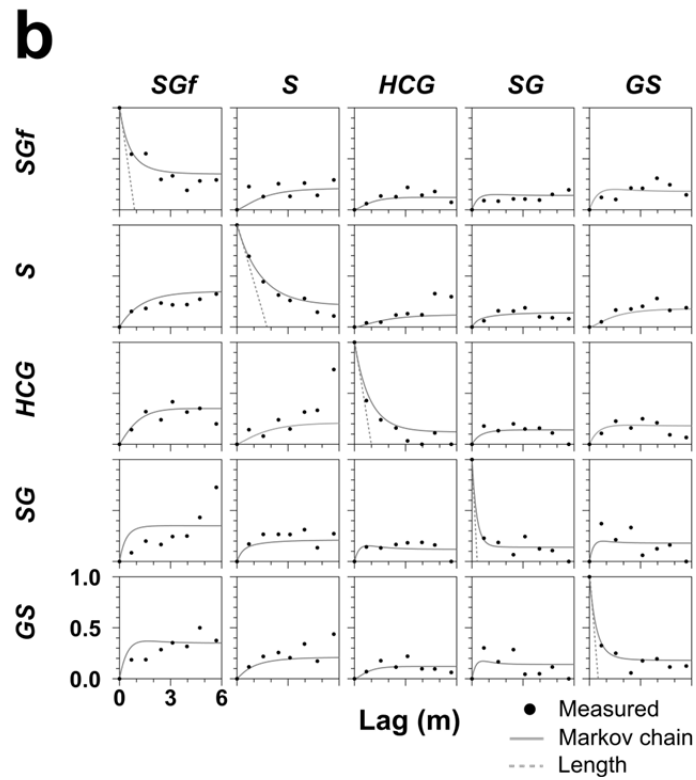 b
SGf S HCG SG GS
SGf
S
HCG
SG
GS
1.0
0.5
0.0
0 3 6
Lag (m)
Measured
Markov chain
Length